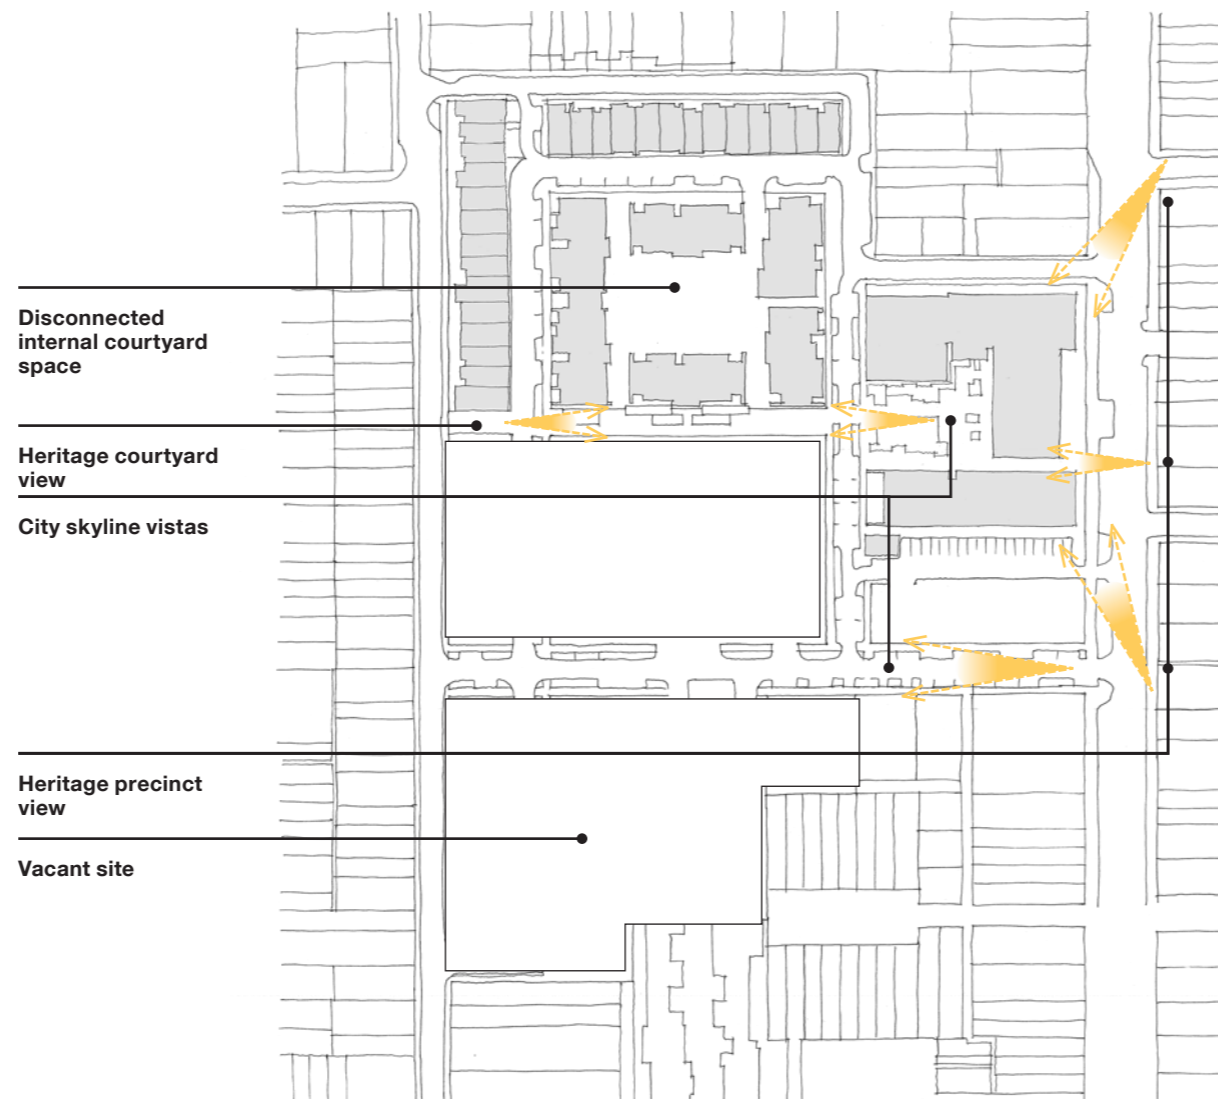 Disconnected
internal courtyard
space
Heritage courtyard
view
City skyline vistas
Heritage precinct
view
Vacant site